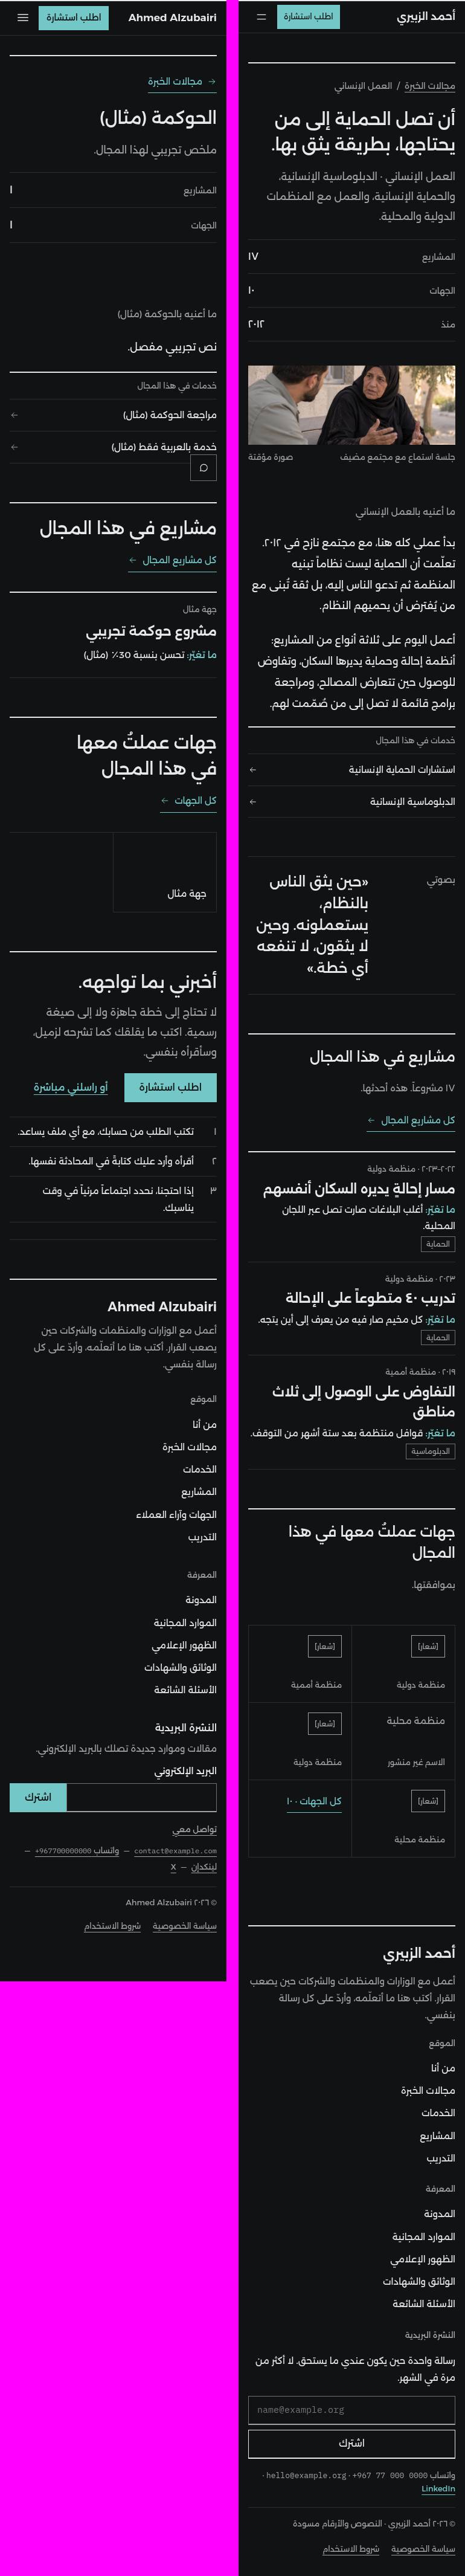 Ahmed Alzubairi
اطلب استشارة
مجالات الخبرة
الحوكمة (مثال)
ملخص تجريبي لهذا المجال.
المشاريع ١
الجهات ١
ما أعنيه بالحوكمة (مثال)
نص تجريبي مفصل.
خدمات في هذا المجال
مراجعة الحوكمة (مثال)
خدمة بالعربية فقط (مثال)
مشاريع في هذا المجال
كل مشاريع المجال
جهة مثال
مشروع حوكمة تجريبي
ما تغيّر: تحسن بنسبة 30٪ (مثال)
جهات عملتُ معها
في هذا المجال
كل الجهات
جهة مثال
أخبرني بما تواجهه.
لا تحتاج إلى خطة جاهزة ولا إلى صيغة
رسمية. اكتب ما يقلقك كما تشرحه لزميل،
وسأقرأه بنفسي.
اطلب استشارة
أو راسلني مباشرة
١ تكتب الطلب من حسابك، مع أي ملف يساعد.
٢ أقرأه وأرد عليك كتابةً في المحادثة نفسها.
٣ إذا احتجنا، نحدد اجتماعاً مرئياً في وقت
يناسبك.
Ahmed Alzubairi
أعمل مع الوزارات والمنظمات والشركات حين
يصعب القرار. أكتب هنا ما أتعلّمه، وأردّ على كل
رسالة بنفسي.
الموقع
من أنا
مجالات الخبرة
الخدمات
المشاريع
الجهات وآراء العملاء
التدريب
المعرفة
المدونة
الموارد المجانية
الظهور الإعلامي
الوثائق والشهادات
الأسئلة الشائعة
النشرة البريدية
مقالات وموارد جديدة تصلك بالبريد الإلكتروني.
البريد الإلكتروني
اشترك
تواصل معي
contact@example.com — واتساب +967700000000 —
لينكدإن — X
© ٢٠٢٦ Ahmed Alzubairi
سياسة الخصوصية شروط الاستخدام
أحمد الزبيري
اطلب استشارة
مجالات الخبرة / العمل الإنساني
أن تصل الحماية إلى من
يحتاجها، بطريقة يثق بها.
العمل الإنساني · الدبلوماسية الإنسانية،
والحماية الإنسانية، والعمل مع المنظمات
الدولية والمحلية.
المشاريع ١٧
الجهات ١٠
منذ ٢٠١٢
جلسة استماع مع مجتمع مضيف صورة مؤقتة
ما أعنيه بالعمل الإنساني
بدأ عملي كله هنا، مع مجتمع نازح في ٢٠١٢.
تعلّمت أن الحماية ليست نظاماً تبنيه
المنظمة ثم تدعو الناس إليه، بل ثقة تُبنى مع
من يُفترض أن يحميهم النظام.
أعمل اليوم على ثلاثة أنواع من المشاريع:
أنظمة إحالة وحماية يديرها السكان، وتفاوض
للوصول حين تتعارض المصالح، ومراجعة
برامج قائمة لا تصل إلى من صُمّمت لهم.
خدمات في هذا المجال
استشارات الحماية الإنسانية
الدبلوماسية الإنسانية
بصوتي
«حين يثق الناس
بالنظام،
يستعملونه. وحين
لا يثقون، لا تنفعه
أي خطة.»
مشاريع في هذا المجال
١٧ مشروعاً. هذه أحدثها.
كل مشاريع المجال
٢٠٢٢-٢٠٢٣ · منظمة دولية
مسار إحالةٍ يديره السكان أنفسهم
ما تغيّر: أغلب البلاغات صارت تصل عبر اللجان
المحلية.
الحماية
٢٠٢٣ · منظمة دولية
تدريب ٤٠ متطوعاً على الإحالة
ما تغيّر: كل مخيم صار فيه من يعرف إلى أين يتجه.
الحماية
٢٠١٩ · منظمة أممية
التفاوض على الوصول إلى ثلاث
مناطق
ما تغيّر: قوافل منتظمة بعد ستة أشهر من التوقف.
الدبلوماسية
جهات عملتُ معها في هذا
المجال
بموافقتها.
[شعار] منظمة دولية
[شعار] منظمة أممية
منظمة محلية
الاسم غير منشور
[شعار] منظمة دولية
[شعار] منظمة محلية
كل الجهات · ١٠
أحمد الزبيري
أعمل مع الوزارات والمنظمات والشركات حين يصعب
القرار. أكتب هنا ما أتعلّمه، وأردّ على كل رسالة
بنفسي.
الموقع
من أنا
مجالات الخبرة
الخدمات
المشاريع
التدريب
المعرفة
المدونة
الموارد المجانية
الظهور الإعلامي
الوثائق والشهادات
الأسئلة الشائعة
النشرة البريدية
رسالة واحدة حين يكون عندي ما يستحق. لا أكثر من
مرة في الشهر.
name@example.org
اشترك
واتساب +967 77 000 0000 · hello@example.org ·
LinkedIn
© ٢٠٢٦ أحمد الزبيري · النصوص والأرقام مسودة
سياسة الخصوصية شروط الاستخدام